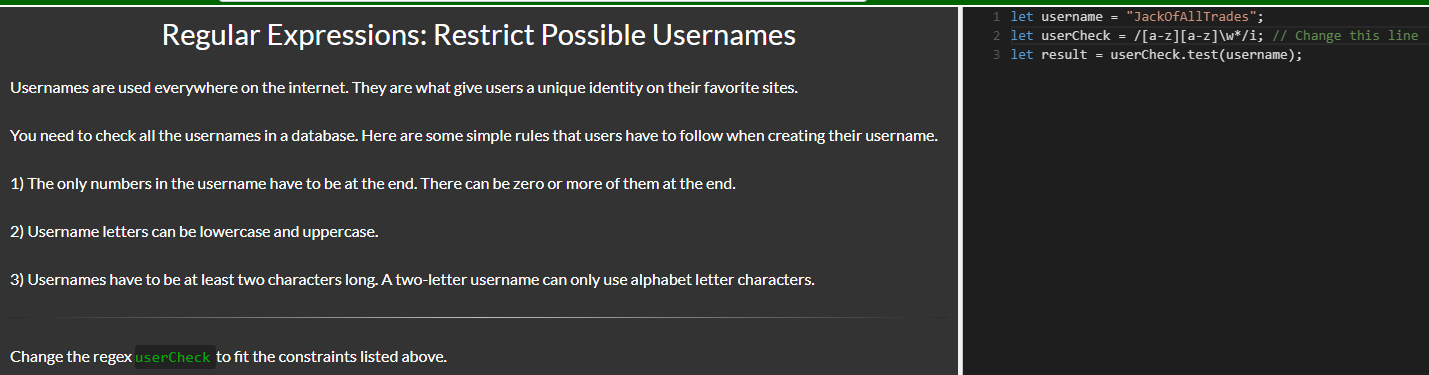 Regular Expressions: Restrict Possible Usernames
Usernames are used everywhere on the internet. They are what give users a unique identity on their favorite sites.
You need to check all the usernames in a database. Here are some simple rules that users have to follow when creating their username.
1) The only numbers in the username have to be at the end. There can be zero or more of them at the end.
2) Username letters can be lowercase and uppercase.
3) Usernames have to be at least two characters long. A two-letter username can only use alphabet letter characters.
Change the regex userCheck to fit the constraints listed above.
1 let username = "JackOfAllTrades";
2 let userCheck = /[a-z][a-z]\w*/i; // Change this line
3 let result = userCheck.test(username);